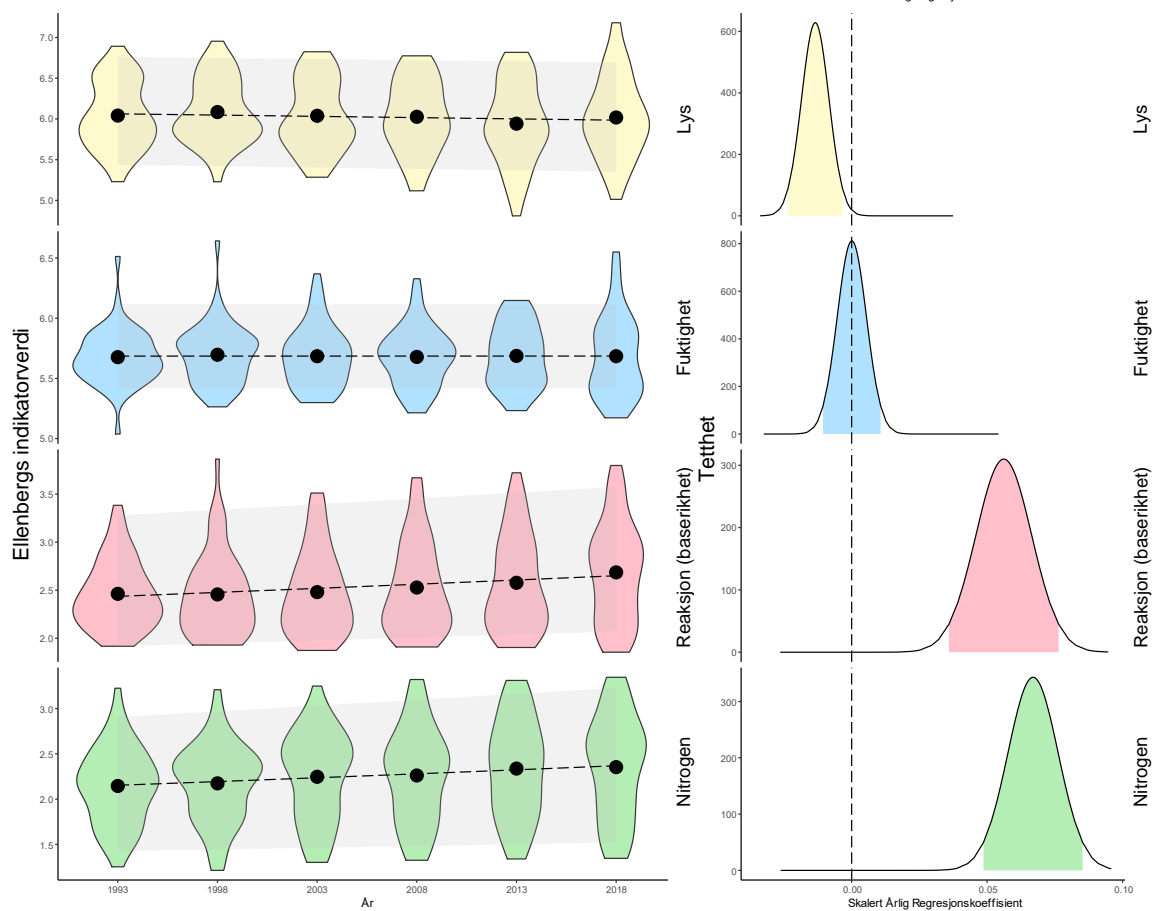 Ellenbergs indikatorverdi
7.0
6.5
6.0
5.5
5.0
Lys
6.5
6.0
5.5
5.0
Fuktighet
3.5
3.0
2.5
2.0
Reaksjon (baserikhet)
3.0
2.5
2.0
1.5
Nitrogen
1993 1998 2003 2008 2013 2018
År
Tetthet
600
400
200
0
Lys
800
600
400
200
0
Fuktighet
300
200
100
0
Reaksjon (baserikhet)
300
200
100
0
Nitrogen
0.00 0.05 0.10
Skalert Årlig Regresjonskoeffisient